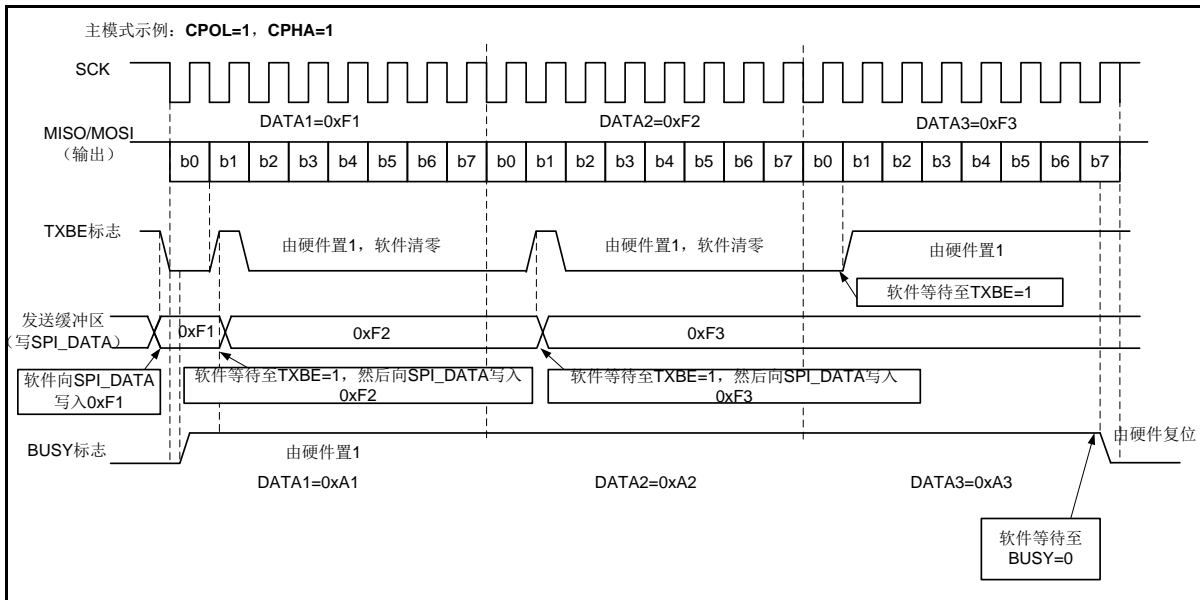 主模式示例：CPOL=1，CPHA=1
SCK
DATA1=0xF1
DATA2=0xF2
DATA3=0xF3
MISO/MOSI
（输出）
b0 b1 b2 b3 b4 b5 b6 b7 b0 b1 b2 b3 b4 b5 b6 b7 b0 b1 b2 b3 b4 b5 b6 b7
TXBE标志
由硬件置1，软件清零
由硬件置1，软件清零
由硬件置1
软件等待至TXBE=1
发送缓冲区
（写SPI_DATA）
0xF1
0xF2
0xF3
软件向SPI_DATA
写入0xF1
软件等待至TXBE=1，然后向SPI_DATA写入
0xF2
软件等待至TXBE=1，然后向SPI_DATA写入
0xF3
BUSY标志
由硬件置1
由硬件复位
DATA1=0xA1
DATA2=0xA2
DATA3=0xA3
软件等待至
BUSY=0